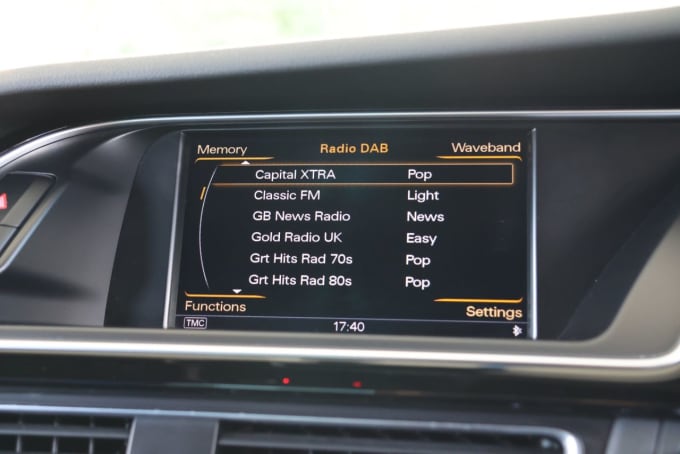 Memory Radio DAB Waveband
Capital XTRA Pop
Classic FM Light
GB News Radio News
Gold Radio UK Easy
Grt Hits Rad 70s Pop
Grt Hits Rad 80s Pop
Functions Settings
TMC 17:40